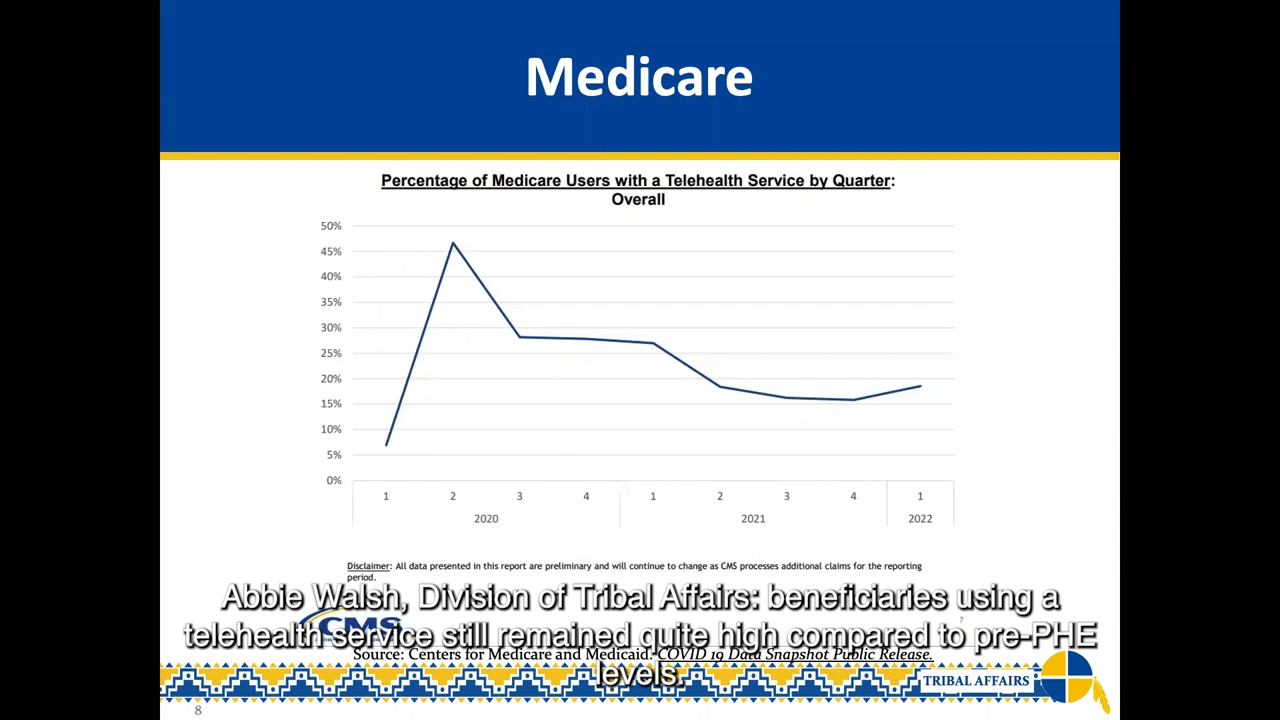 Medicare
Percentage of Medicare Users with a Telehealth Service by Quarter:
Overall
50%
45%
40%
35%
30%
25%
20%
15%
10%
5%
0%
1 2 3 4 1 2 3 4 1
2020 2021 2022
Disclaimer: All data presented in this report are preliminary and will continue to change as CMS processes additional claims for the reporting
period.
Abbie Walsh, Division of Tribal Affairs: beneficiaries using a
telehealth service still remained quite high compared to pre-PHE
levels.
CMS
7
Source: Centers for Medicare and Medicaid. COVID 19 Data Snapshot Public Release.
TRIBAL AFFAIRS
8